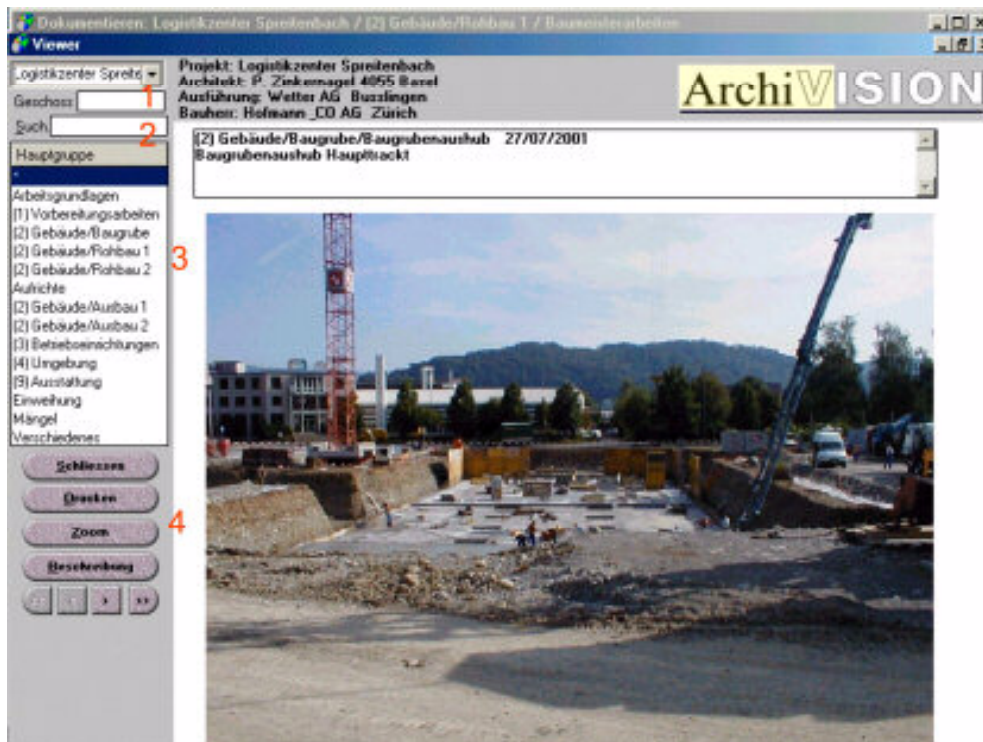 Dokumentieren: Logistikzenter Spreitenbach / (2) Gebäude/Rohbau 1 / Baumeisterarbeiten
Viewer
Logistikzenter Spreite
Projekt: Logistikzenter Spreitenbach
Architekt: P. Zinkernagel 4055 Basel
Ausführung: Wetter AG Busslingen
Bauherr: Hofmann _CO AG Zürich
ArchiVISION
Geschoss
1
Such
2
(2) Gebäude/Baugrube/Baugrubenaushub 27/07/2001
Baugrubenaushub Haupttrackt
Hauptgruppe
*
Arbeitsgrundlagen
(1) Vorbereitungsarbeiten
(2) Gebäude/Baugrube
(2) Gebäude/Rohbau 1
3
(2) Gebäude/Rohbau 2
Aufrichte
(2) Gebäude/Ausbau 1
(2) Gebäude/Ausbau 2
(3) Betriebseinrichtungen
(4) Umgebung
(9) Ausstattung
Einweihung
Mängel
Verschiedenes
Schliessen
Drucken
4
Zoom
Beschreibung
<< < > >>